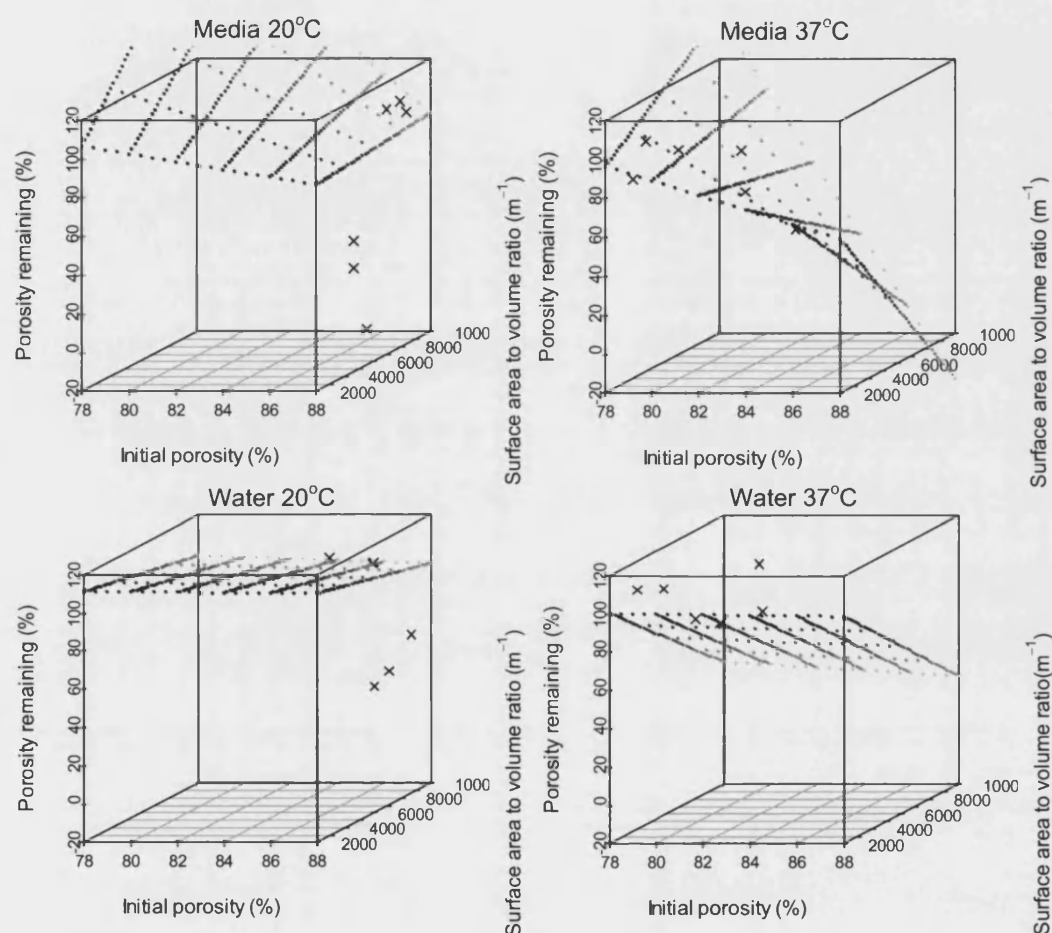 Media 20°C
Porosity remaining (%)
120
100
80
60
40
20
0
-20
78 80 82 84 86 88
Initial porosity (%)
2000
4000
6000
8000
1000
Surface area to volume ratio (m⁻¹)
Media 37°C
Porosity remaining (%)
120
100
80
60
40
20
0
-20
78 80 82 84 86 88
Initial porosity (%)
2000
4000
6000
8000
1000
Surface area to volume ratio (m⁻¹)
Water 20°C
Porosity remaining (%)
120
100
80
60
40
20
0
-20
78 80 82 84 86 88
Initial porosity (%)
2000
4000
6000
8000
1000
Surface area to volume ratio (m⁻¹)
Water 37°C
Porosity remaining (%)
120
100
80
60
40
20
0
-20
78 80 82 84 86 88
Initial porosity (%)
2000
4000
6000
8000
1000
Surface area to volume ratio(m⁻¹)